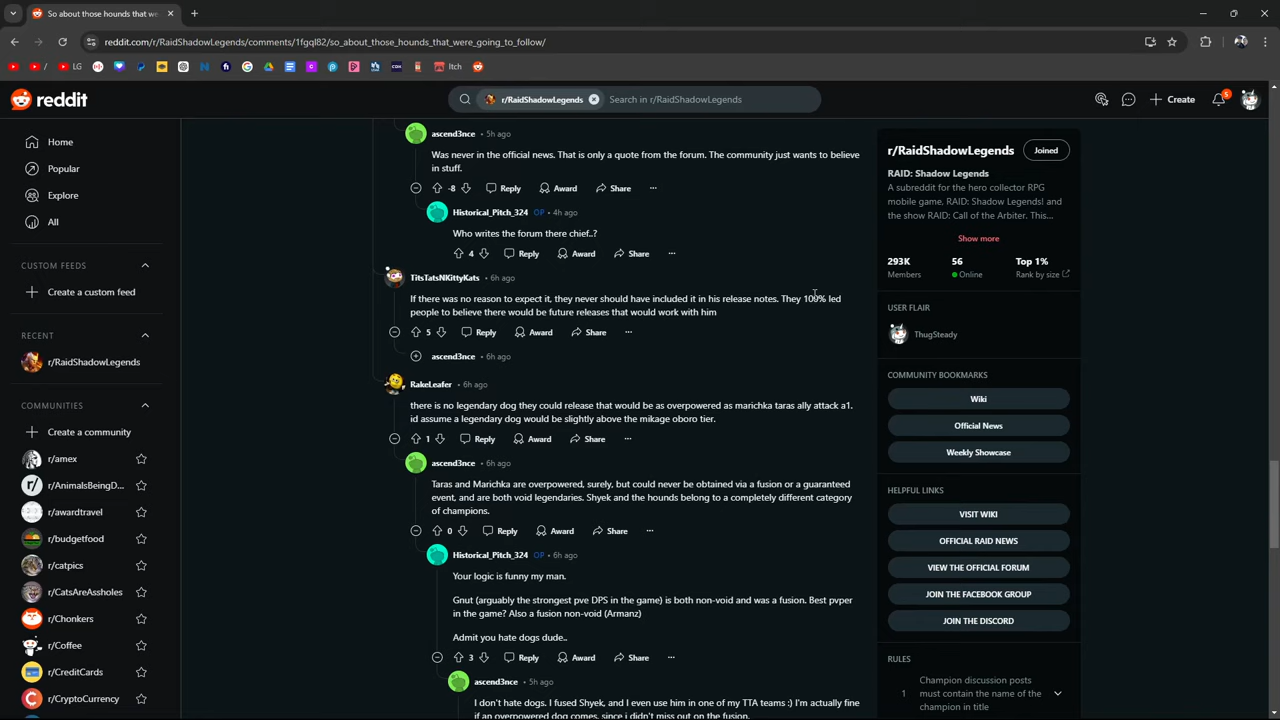 So about those hounds that we
reddit.com/r/RaidShadowLegends/comments/1fgql82/so_about_those_hounds_that_were_going_to_follow/
/ LG CDN Itch
reddit
r/RaidShadowLegends Search in r/RaidShadowLegends
Create 5
Home
Popular
Explore
All
CUSTOM FEEDS
Create a custom feed
RECENT
r/RaidShadowLegends
COMMUNITIES
Create a community
r/amex
r/AnimalsBeingD...
r/awardtravel
r/budgetfood
r/catpics
r/CatsAreAssholes
r/Chonkers
r/Coffee
r/CreditCards
r/CryptoCurrency
ascend3nce • 5h ago
Was never in the official news. That is only a quote from the forum. The community just wants to believe
in stuff.
-8 Reply Award Share ...
Historical_Pitch_324 OP • 4h ago
Who writes the forum there chief..?
4 Reply Award Share ...
TitsTatsNKittyKats • 6h ago
If there was no reason to expect it, they never should have included it in his release notes. They 100% led
people to believe there would be future releases that would work with him
5 Reply Award Share ...
ascend3nce • 6h ago
RakeLeafer • 6h ago
there is no legendary dog they could release that would be as overpowered as marichka taras ally attack a1.
id assume a legendary dog would be slightly above the mikage oboro tier.
1 Reply Award Share ...
ascend3nce • 6h ago
Taras and Marichka are overpowered, surely, but could never be obtained via a fusion or a guaranteed
event, and are both void legendaries. Shyek and the hounds belong to a completely different category
of champions.
0 Reply Award Share ...
Historical_Pitch_324 OP • 6h ago
Your logic is funny my man.
Gnut (arguably the strongest pve DPS in the game) is both non-void and was a fusion. Best pvper
in the game? Also a fusion non-void (Armanz)
Admit you hate dogs dude..
3 Reply Award Share ...
ascend3nce • 5h ago
I don't hate dogs. I fused Shyek, and I even use him in one of my TTA teams :) I'm actually fine
if an overpowered dog comes, since i didn't miss out on the fusion.
r/RaidShadowLegends Joined
RAID: Shadow Legends
A subreddit for the hero collector RPG
mobile game, RAID: Shadow Legends! and
the show RAID: Call of the Arbiter. This...
Show more
293K 56 Top 1%
Members Online Rank by size
USER FLAIR
ThugSteady
COMMUNITY BOOKMARKS
Wiki
Official News
Weekly Showcase
HELPFUL LINKS
VISIT WIKI
OFFICIAL RAID NEWS
VIEW THE OFFICIAL FORUM
JOIN THE FACEBOOK GROUP
JOIN THE DISCORD
RULES
1 Champion discussion posts
must contain the name of the
champion in title